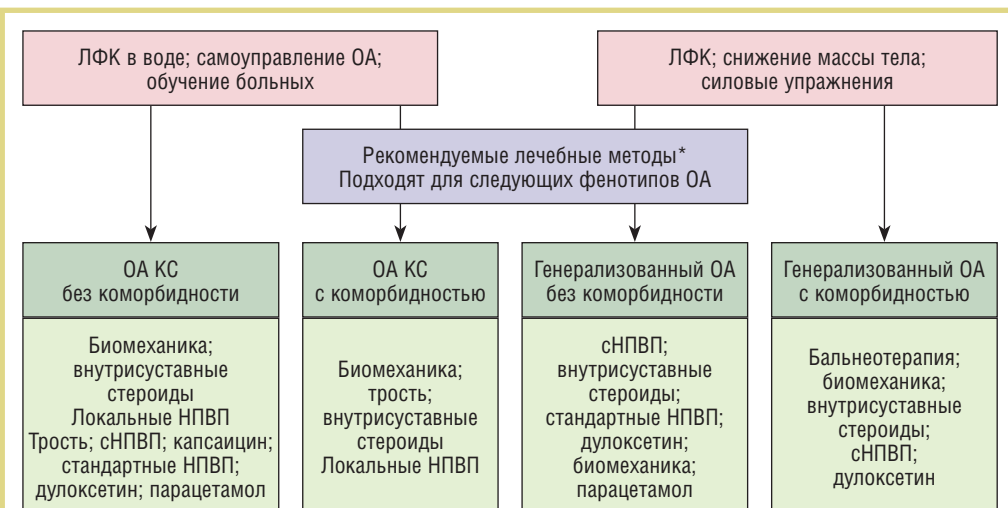 ЛФК в воде; самоуправление ОА;
обучение больных
ЛФК; снижение массы тела;
силовые упражнения
Рекомендуемые лечебные методы*
Подходят для следующих фенотипов ОА
ОА КС
без коморбидности
ОА КС
с коморбидностью
Генерализованный ОА
без коморбидности
Генерализованный ОА
с коморбидностью
Биомеханика;
внутрисуставные
стероиды
Локальные НПВП
Трость; сНПВП; капсаицин;
стандартные НПВП;
дулоксетин; парацетамол
Биомеханика;
трость;
внутрисуставные
стероиды
Локальные НПВП
сНПВП;
внутрисуставные
стероиды;
стандартные НПВП;
дулоксетин;
биомеханика;
парацетамол
Бальнеотерапия;
биомеханика;
внутрисуставные
стероиды;
сНПВП;
дулоксетин